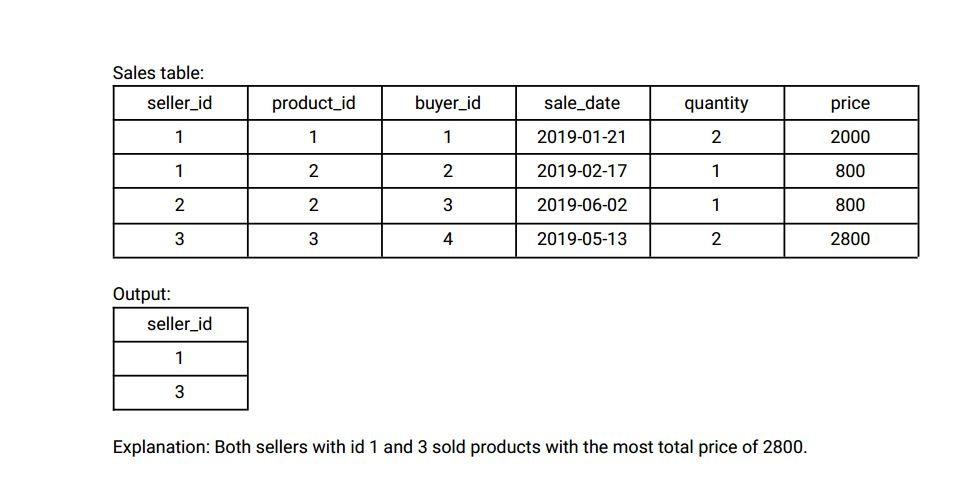 Sales table:
seller_id product_id buyer_id sale_date quantity price
1 1 1 2019-01-21 2 2000
1 2 2 2019-02-17 1 800
2 2 3 2019-06-02 1 800
3 3 4 2019-05-13 2 2800
Output:
seller_id
1
3
Explanation: Both sellers with id 1 and 3 sold products with the most total price of 2800.